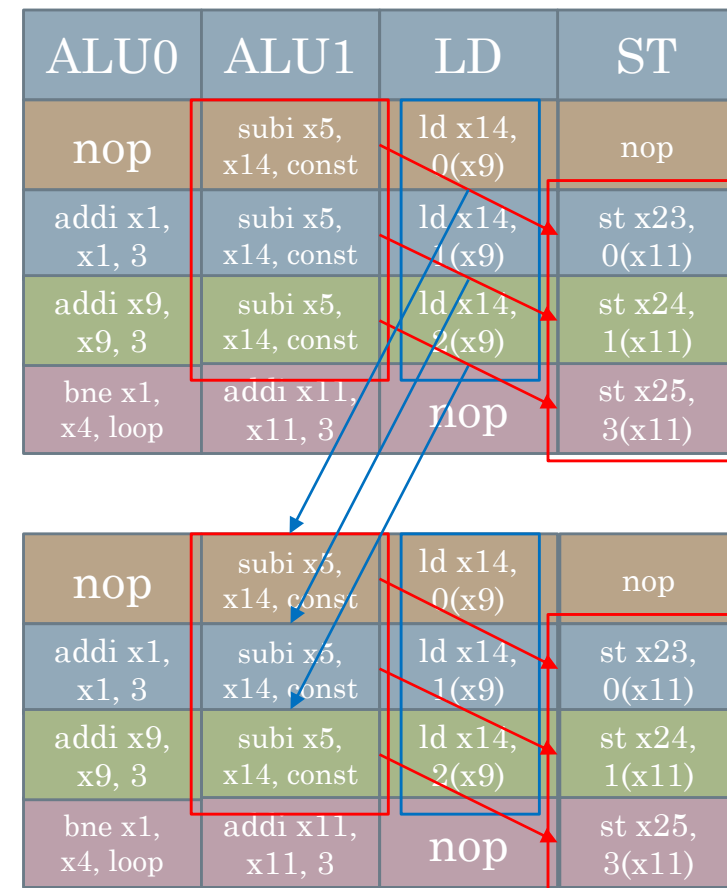 ALU0 ALU1 LD ST
nop subi x5, ld x14, nop
x14, const 0(x9)
addi x1, subi x5, ld x14, st x23,
x1, 3 x14, const 1(x9) 0(x11)
addi x9, subi x5, ld x14, st x24,
x9, 3 x14, const 2(x9) 1(x11)
bne x1, addi x11, nop st x25,
x4, loop x11, 3 3(x11)
nop subi x5, ld x14, nop
x14, const 0(x9)
addi x1, subi x5, ld x14, st x23,
x1, 3 x14, const 1(x9) 0(x11)
addi x9, subi x5, ld x14, st x24,
x9, 3 x14, const 2(x9) 1(x11)
bne x1, addi x11, nop st x25,
x4, loop x11, 3 3(x11)